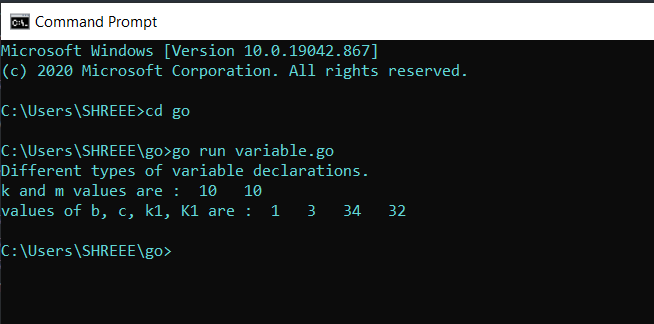 Command Prompt
Microsoft Windows [Version 10.0.19042.867]
(c) 2020 Microsoft Corporation. All rights reserved.
C:\Users\SHREEE>cd go
C:\Users\SHREEE\go>go run variable.go
Different types of variable declarations.
k and m values are :  10   10
values of b, c, k1, K1 are :  1   3   34   32
C:\Users\SHREEE\go>